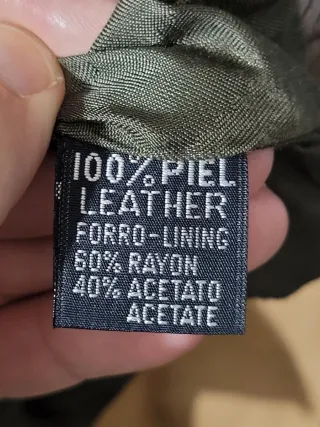 100% PIEL
LEATHER
FORRO-LINING
60% RAYON
40% ACETATO
ACETATE